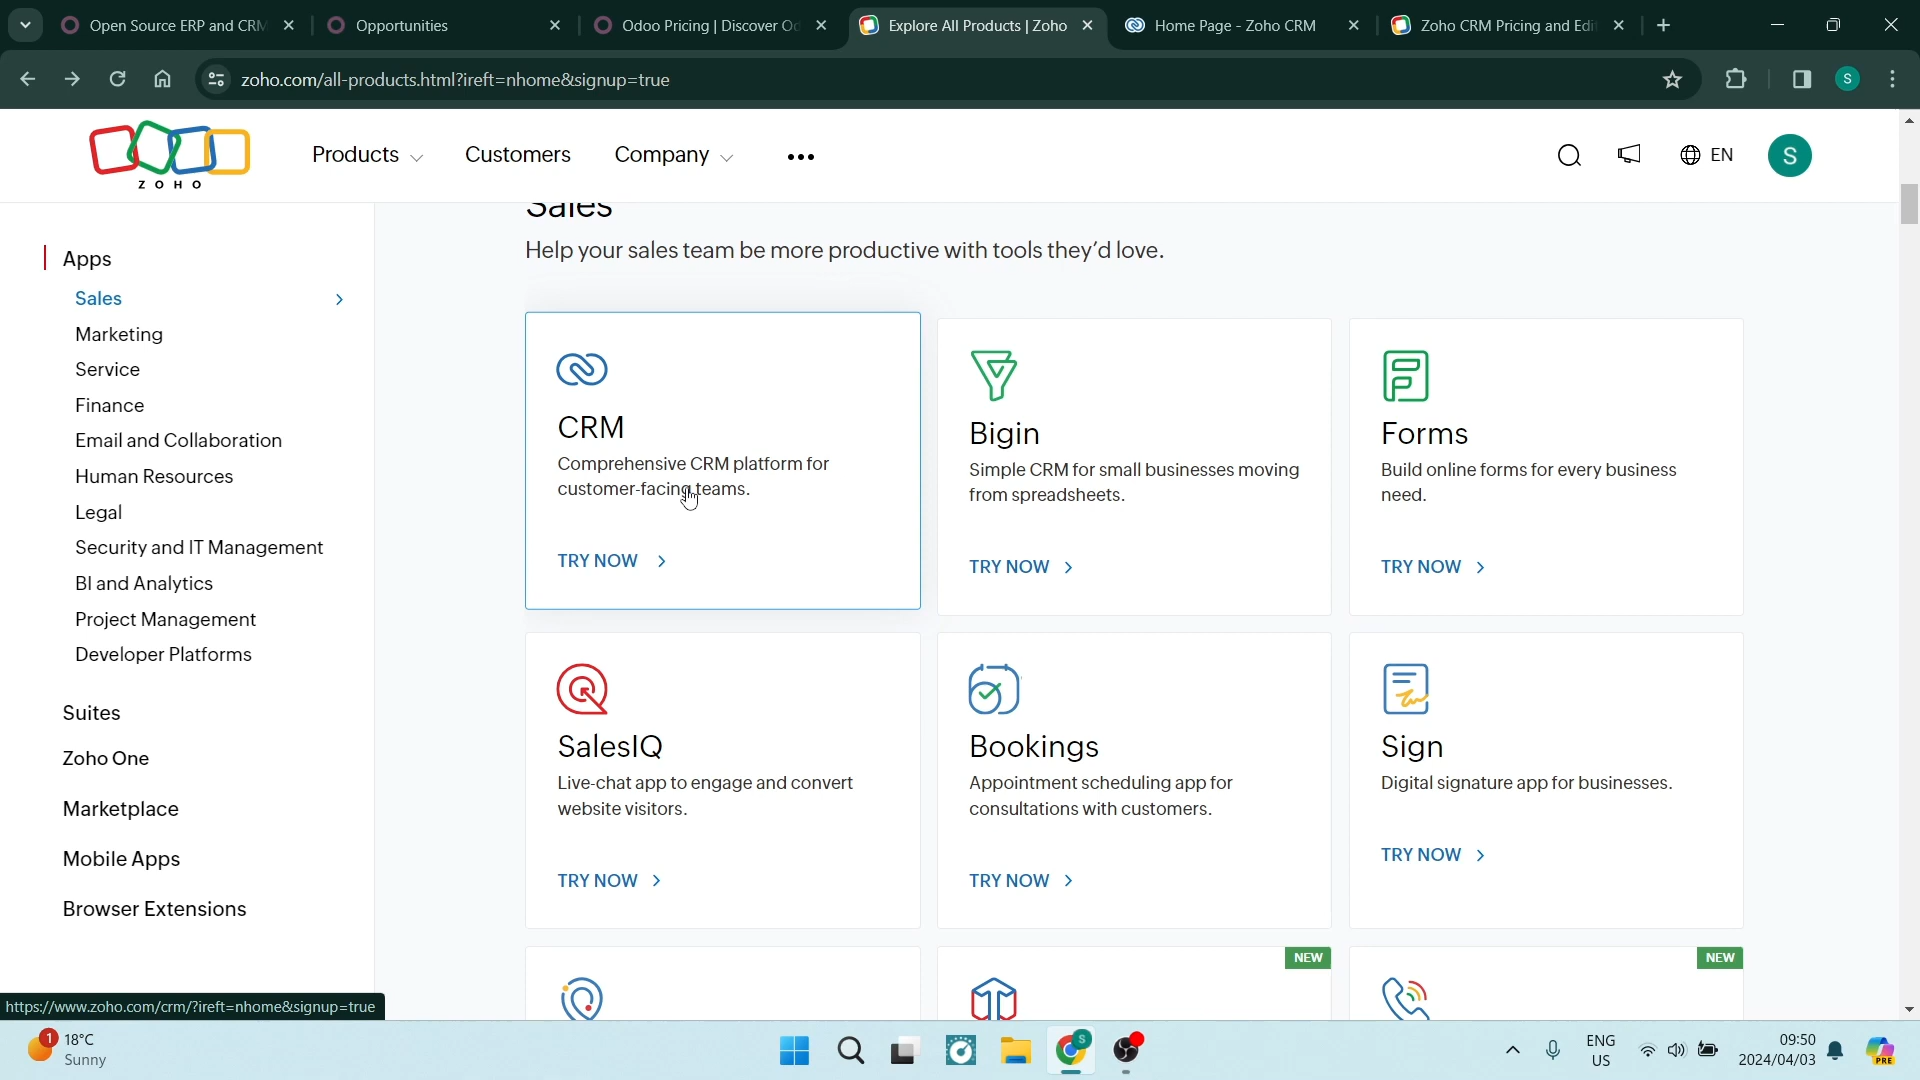 Open Source ERP and CRM
Opportunities
Odoo Pricing | Discover Oc
Explore All Products | Zoho
Home Page - Zoho CRM
Zoho CRM Pricing and Edi
zoho.com/all-products.html?ireft=nhome&signup=true
S
ZOHO
Products
Customers
Company
EN
S
Sales
Help your sales team be more productive with tools they'd love.
Apps
Sales
Marketing
Service
Finance
Email and Collaboration
Human Resources
Legal
Security and IT Management
BI and Analytics
Project Management
Developer Platforms
Suites
Zoho One
Marketplace
Mobile Apps
Browser Extensions
CRM
Comprehensive CRM platform for
customer-facing teams.
TRY NOW
Bigin
Simple CRM for small businesses moving
from spreadsheets.
TRY NOW
Forms
Build online forms for every business
need.
TRY NOW
SalesIQ
Live-chat app to engage and convert
website visitors.
TRY NOW
Bookings
Appointment scheduling app for
consultations with customers.
TRY NOW
Sign
Digital signature app for businesses.
TRY NOW
NEW
NEW
https://www.zoho.com/crm/?ireft=nhome&signup=true
1
18°C
Sunny
S
ENG
US
09:50
2024/04/03
PRE